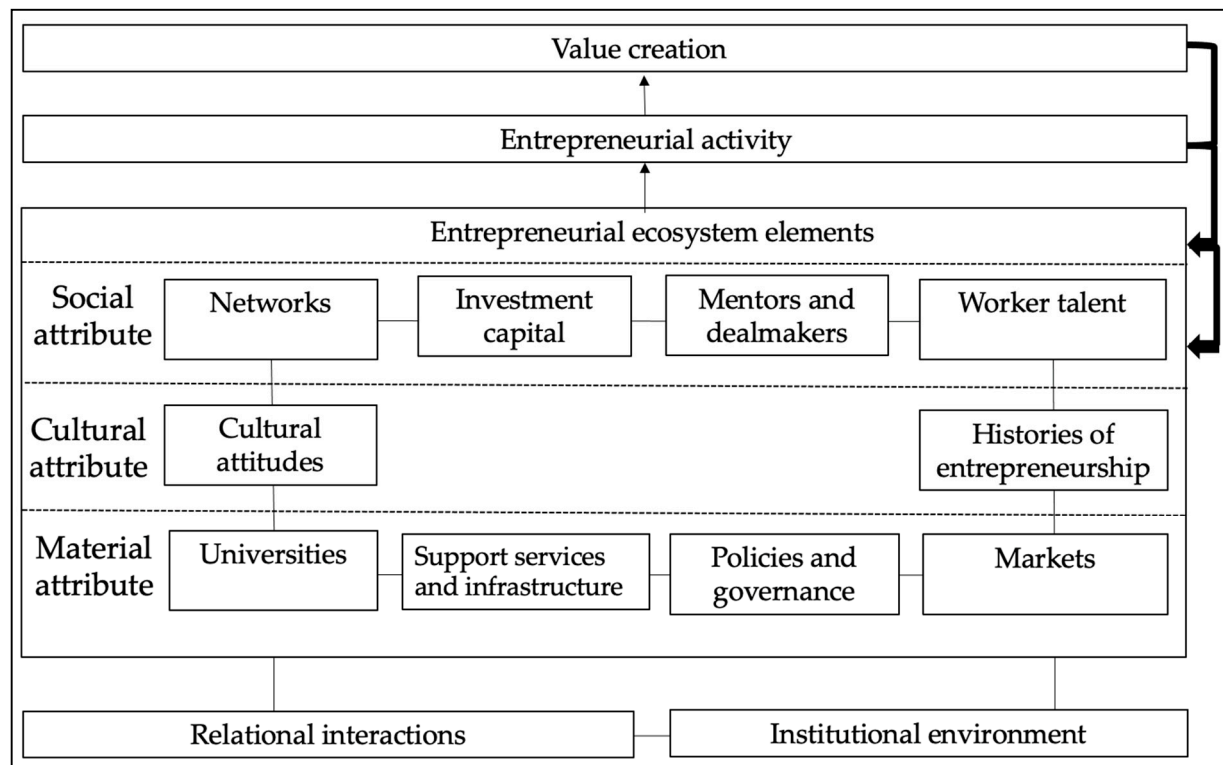 Value creation
Entrepreneurial activity
Entrepreneurial ecosystem elements
Social
attribute
Networks
Investment
capital
Mentors and
dealmakers
Worker talent
Cultural
attribute
Cultural
attitudes
Histories of
entrepreneurship
Material
attribute
Universities
Support services
and infrastructure
Policies and
governance
Markets
Relational interactions
Institutional environment